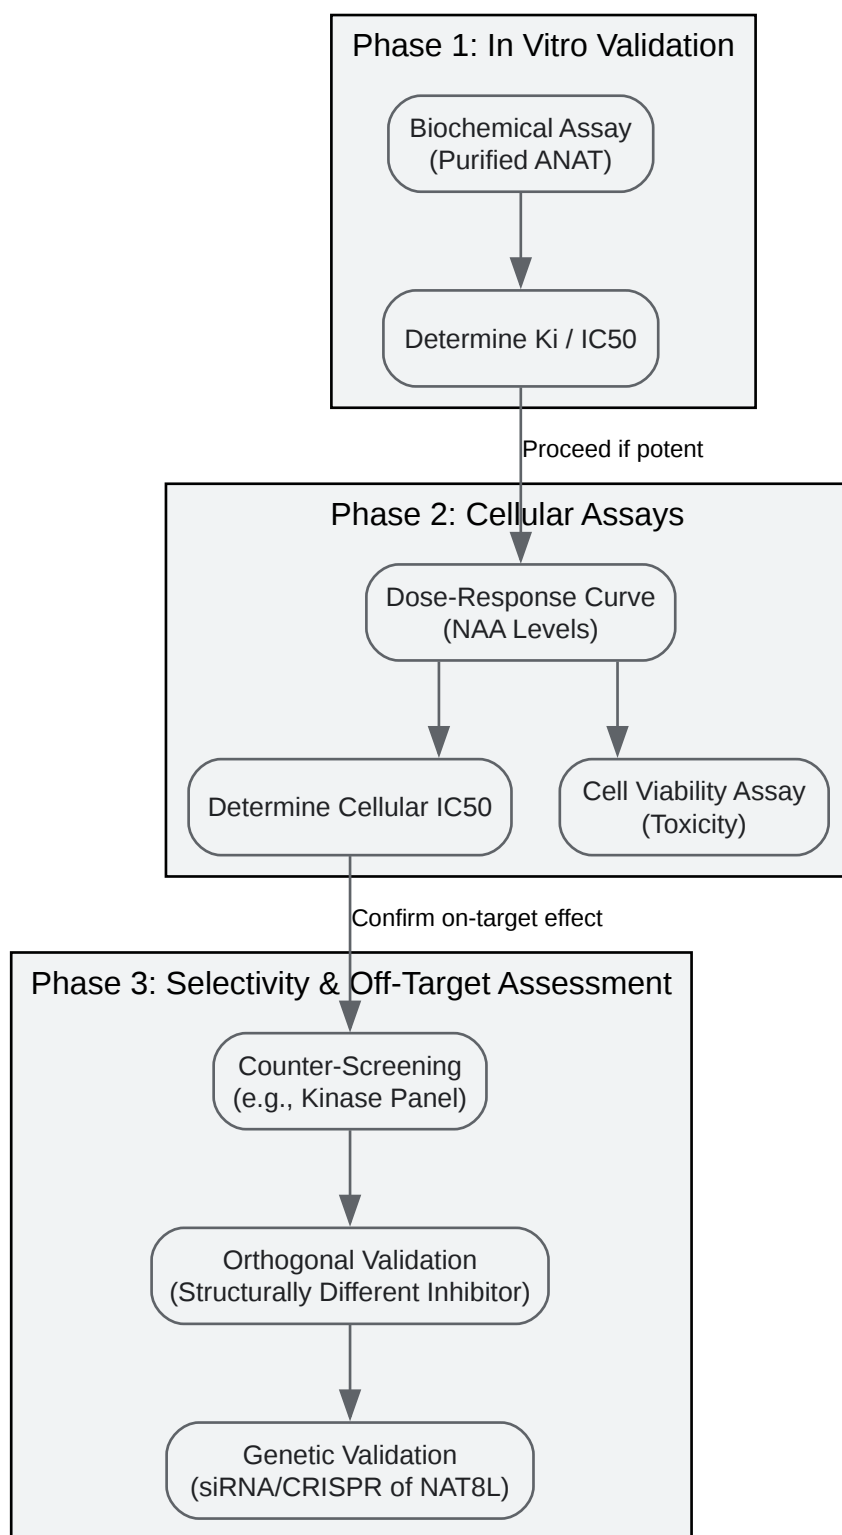 Phase 1: In Vitro Validation
Biochemical Assay
(Purified ANAT)
Determine Ki / IC50
Proceed if potent
Phase 2: Cellular Assays
Dose-Response Curve
(NAA Levels)
Determine Cellular IC50
Cell Viability Assay
(Toxicity)
Confirm on-target effect
Phase 3: Selectivity & Off-Target Assessment
Counter-Screening
(e.g., Kinase Panel)
Orthogonal Validation
(Structurally Different Inhibitor)
Genetic Validation
(siRNA/CRISPR of NAT8L)